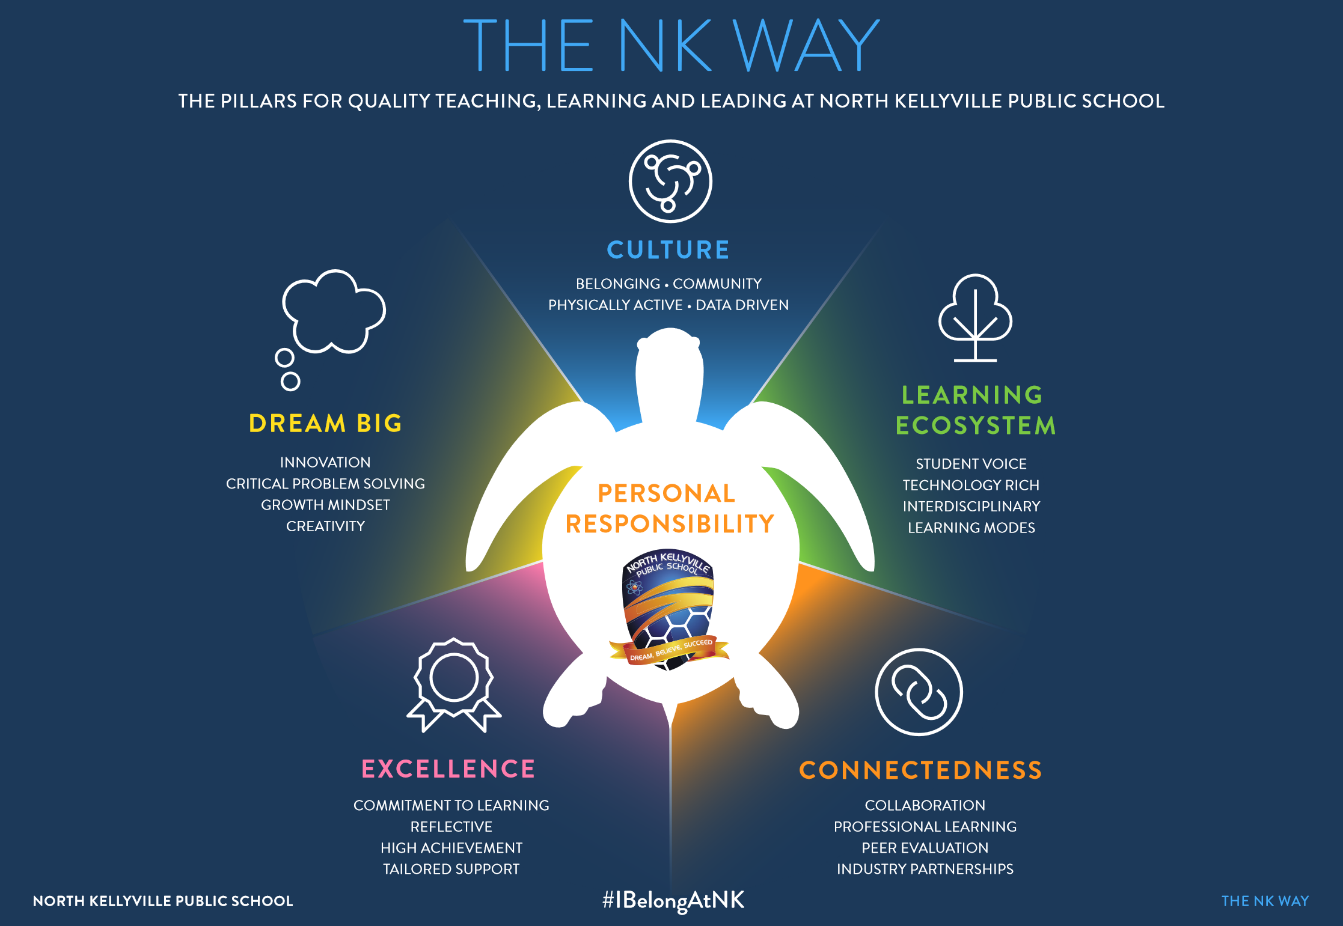 THE NK WAY
THE PILLARS FOR QUALITY TEACHING, LEARNING AND LEADING AT NORTH KELLYVILLE PUBLIC SCHOOL
CULTURE
BELONGING • COMMUNITY
PHYSICALLY ACTIVE • DATA DRIVEN
DREAM BIG
INNOVATION
CRITICAL PROBLEM SOLVING
GROWTH MINDSET
CREATIVITY
LEARNING
ECOSYSTEM
STUDENT VOICE
TECHNOLOGY RICH
INTERDISCIPLINARY
LEARNING MODES
PERSONAL
RESPONSIBILITY
NORTH KELLYVILLE
PUBLIC SCHOOL
DREAM, BELIEVE, SUCCEED
EXCELLENCE
COMMITMENT TO LEARNING
REFLECTIVE
HIGH ACHIEVEMENT
TAILORED SUPPORT
CONNECTEDNESS
COLLABORATION
PROFESSIONAL LEARNING
PEER EVALUATION
INDUSTRY PARTNERSHIPS
NORTH KELLYVILLE PUBLIC SCHOOL
#IBelongAtNK
THE NK WAY